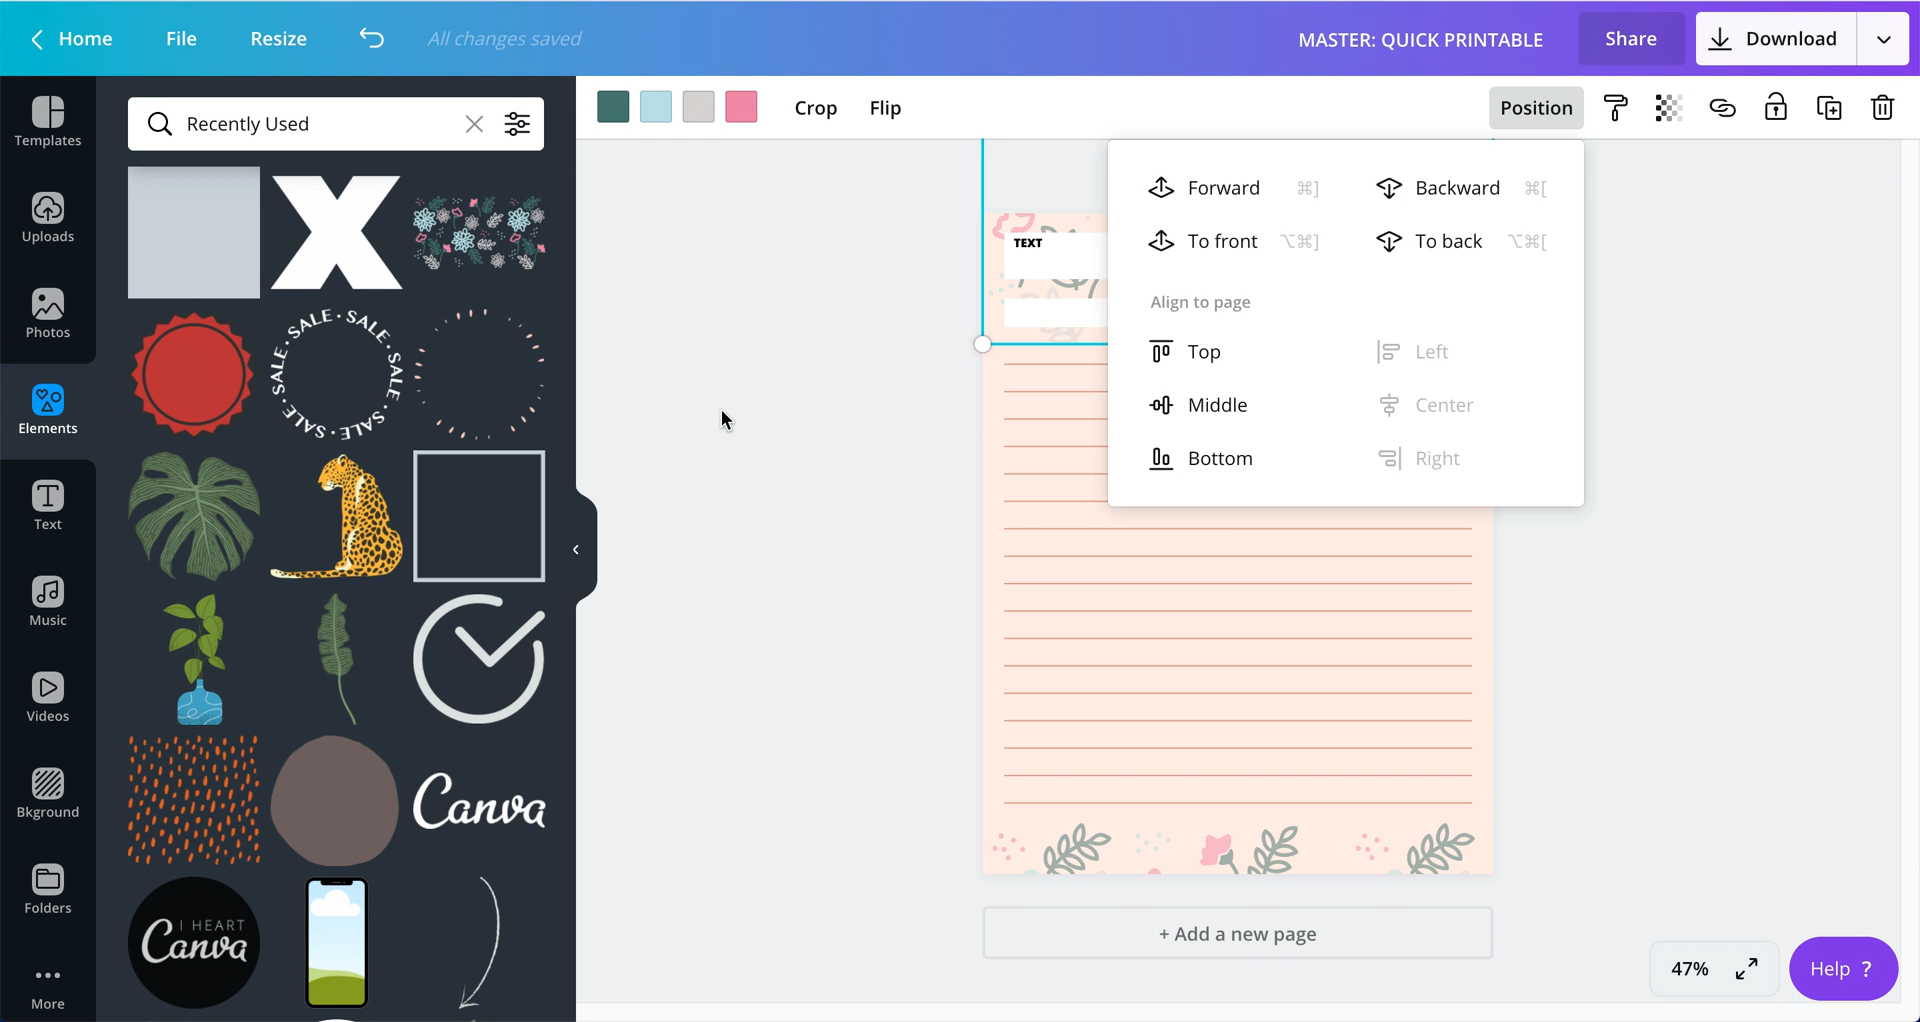 Home
File
Resize
All changes saved
MASTER: QUICK PRINTABLE
Share
Download
Templates
Uploads
Photos
Elements
Text
Music
Videos
Bkground
Folders
More
Recently Used
SALE · SALE · SALE · SALE · SALE · SALE ·
Canva
I HEART
Canva
Crop
Flip
Position
Forward ⌘]
Backward ⌘[
To front ⌥⌘]
To back ⌥⌘[
Align to page
Top
Left
Middle
Center
Bottom
Right
TEXT
+ Add a new page
47%
Help ?